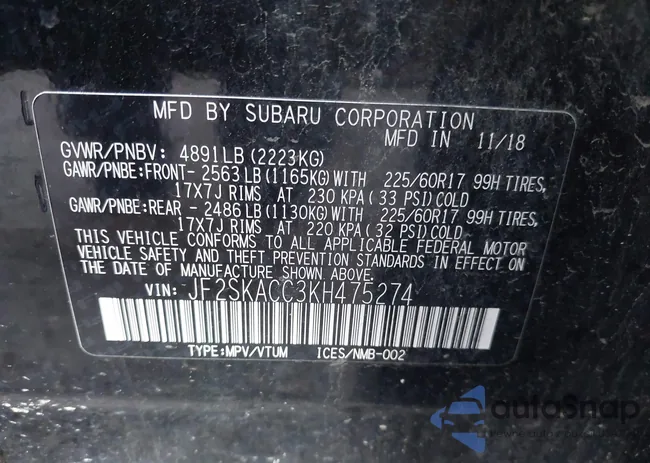 MFD BY SUBARU CORPORATION
MFD IN 11/18
GVWR/PNBV: 4891LB (2223KG)
GAWR/PNBE:FRONT- 2563 LB (1165KG) WITH 225/60R17 99H TIRES,
17X7J RIMS AT 230 KPA (33 PSI) COLD
GAWR/PNBE:REAR - 2486 LB (1130KG) WITH 225/60R17 99H TIRES,
17X7J RIMS AT 220 KPA (32 PSI) COLD
THIS VEHICLE CONFORMS TO ALL APPLICABLE FEDERAL MOTOR
VEHICLE SAFETY AND THEFT PREVENTION STANDARDS IN EFFECT ON
THE DATE OF MANUFACTURE SHOWN ABOVE.
VIN: JF2SKACC3KH475274
TYPE:MPV/VTUM ICES/NMB-002
autoSnap